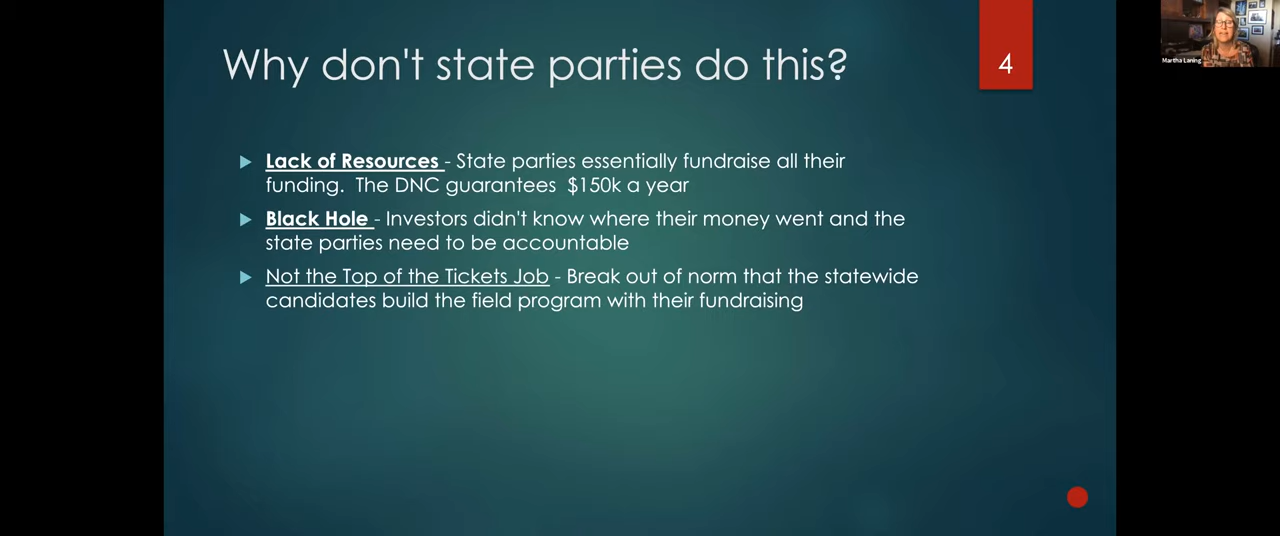 Why don't state parties do this?
4
Martha Laning
Lack of Resources - State parties essentially fundraise all their
funding.  The DNC guarantees  $150k a year
Black Hole - Investors didn't know where their money went and the
state parties need to be accountable
Not the Top of the Tickets Job - Break out of norm that the statewide
candidates build the field program with their fundraising